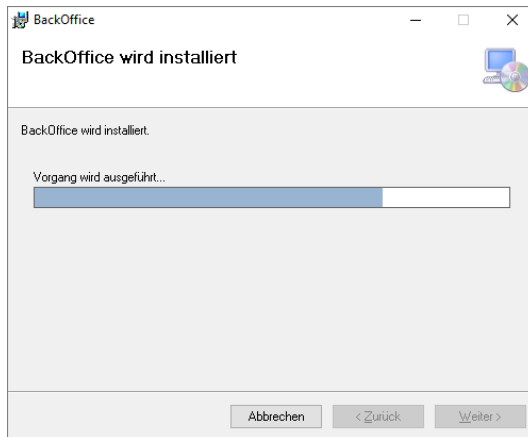 BackOffice
BackOffice wird installiert
BackOffice wird installiert.
Vorgang wird ausgeführt...
Abbrechen < Zurück Weiter >